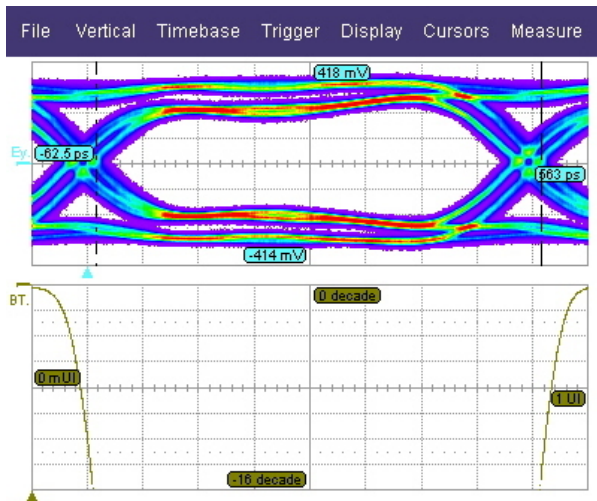 File Vertical Timebase Trigger Display Cursors Measure
418 mV
Ey.
-62.5 ps
563 ps
-414 mV
BT.
0 decade
0 mUI
1 UI
-16 decade